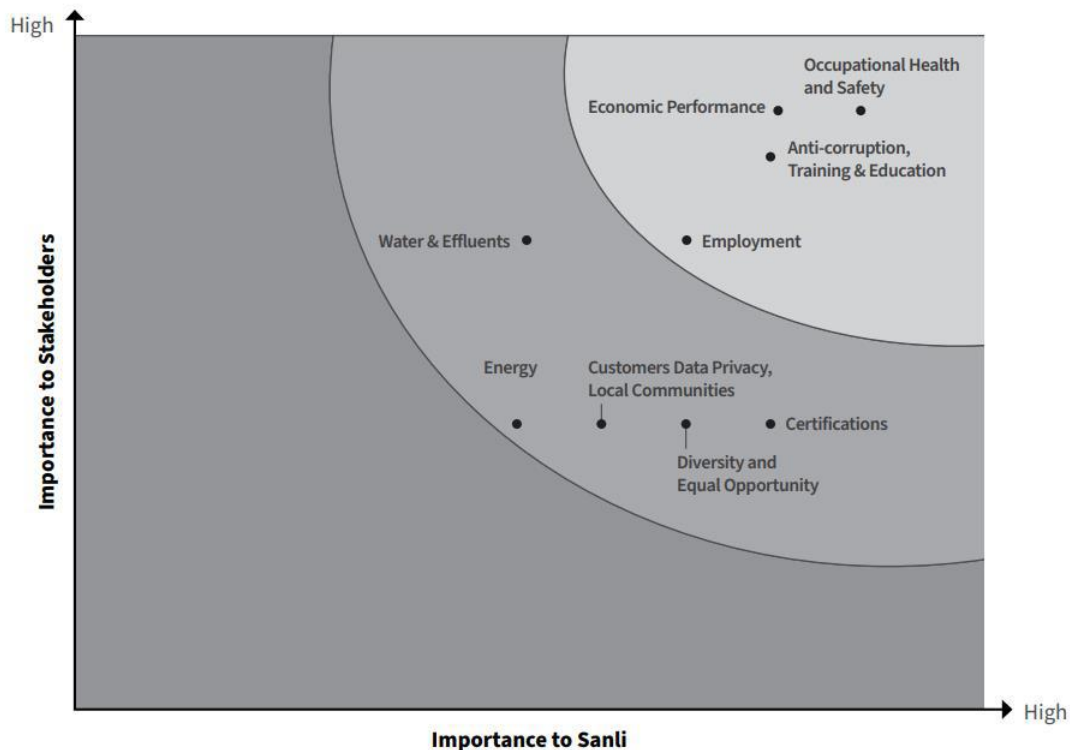 High
Occupational Health
and Safety
Economic Performance
Anti-corruption,
Training & Education
Water & Effluents
Employment
Importance to Stakeholders
Energy
Customers Data Privacy,
Local Communities
Certifications
Diversity and
Equal Opportunity
High
Importance to Sanli